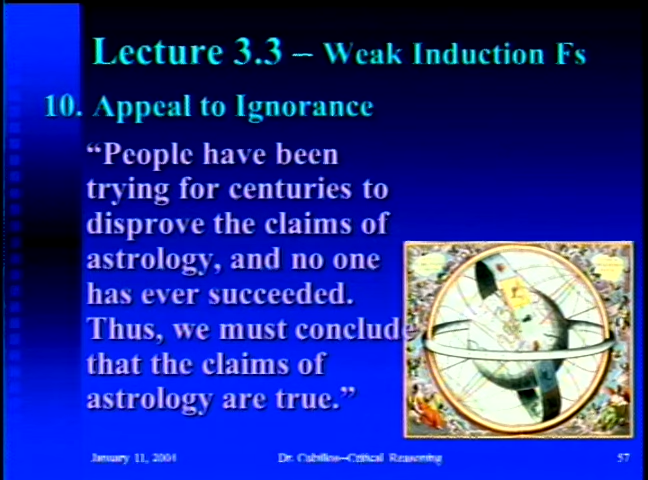 Lecture 3.3 – Weak Induction Fs
10. Appeal to Ignorance
“People have been
trying for centuries to
disprove the claims of
astrology, and no one
has ever succeeded.
Thus, we must conclude
that the claims of
astrology are true.”
January 11, 2004
Dr. Cubillos--Critical Reasoning
57